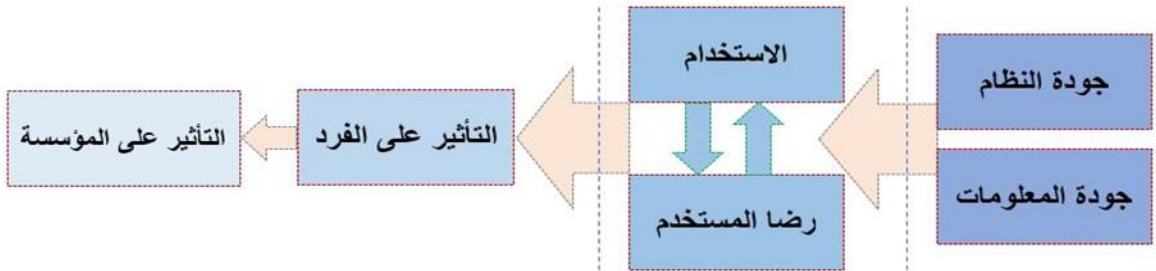 جودة النظام
جودة المعلومات
الاستخدام
رضا المستخدم
التأثير على الفرد
التأثير على المؤسسة